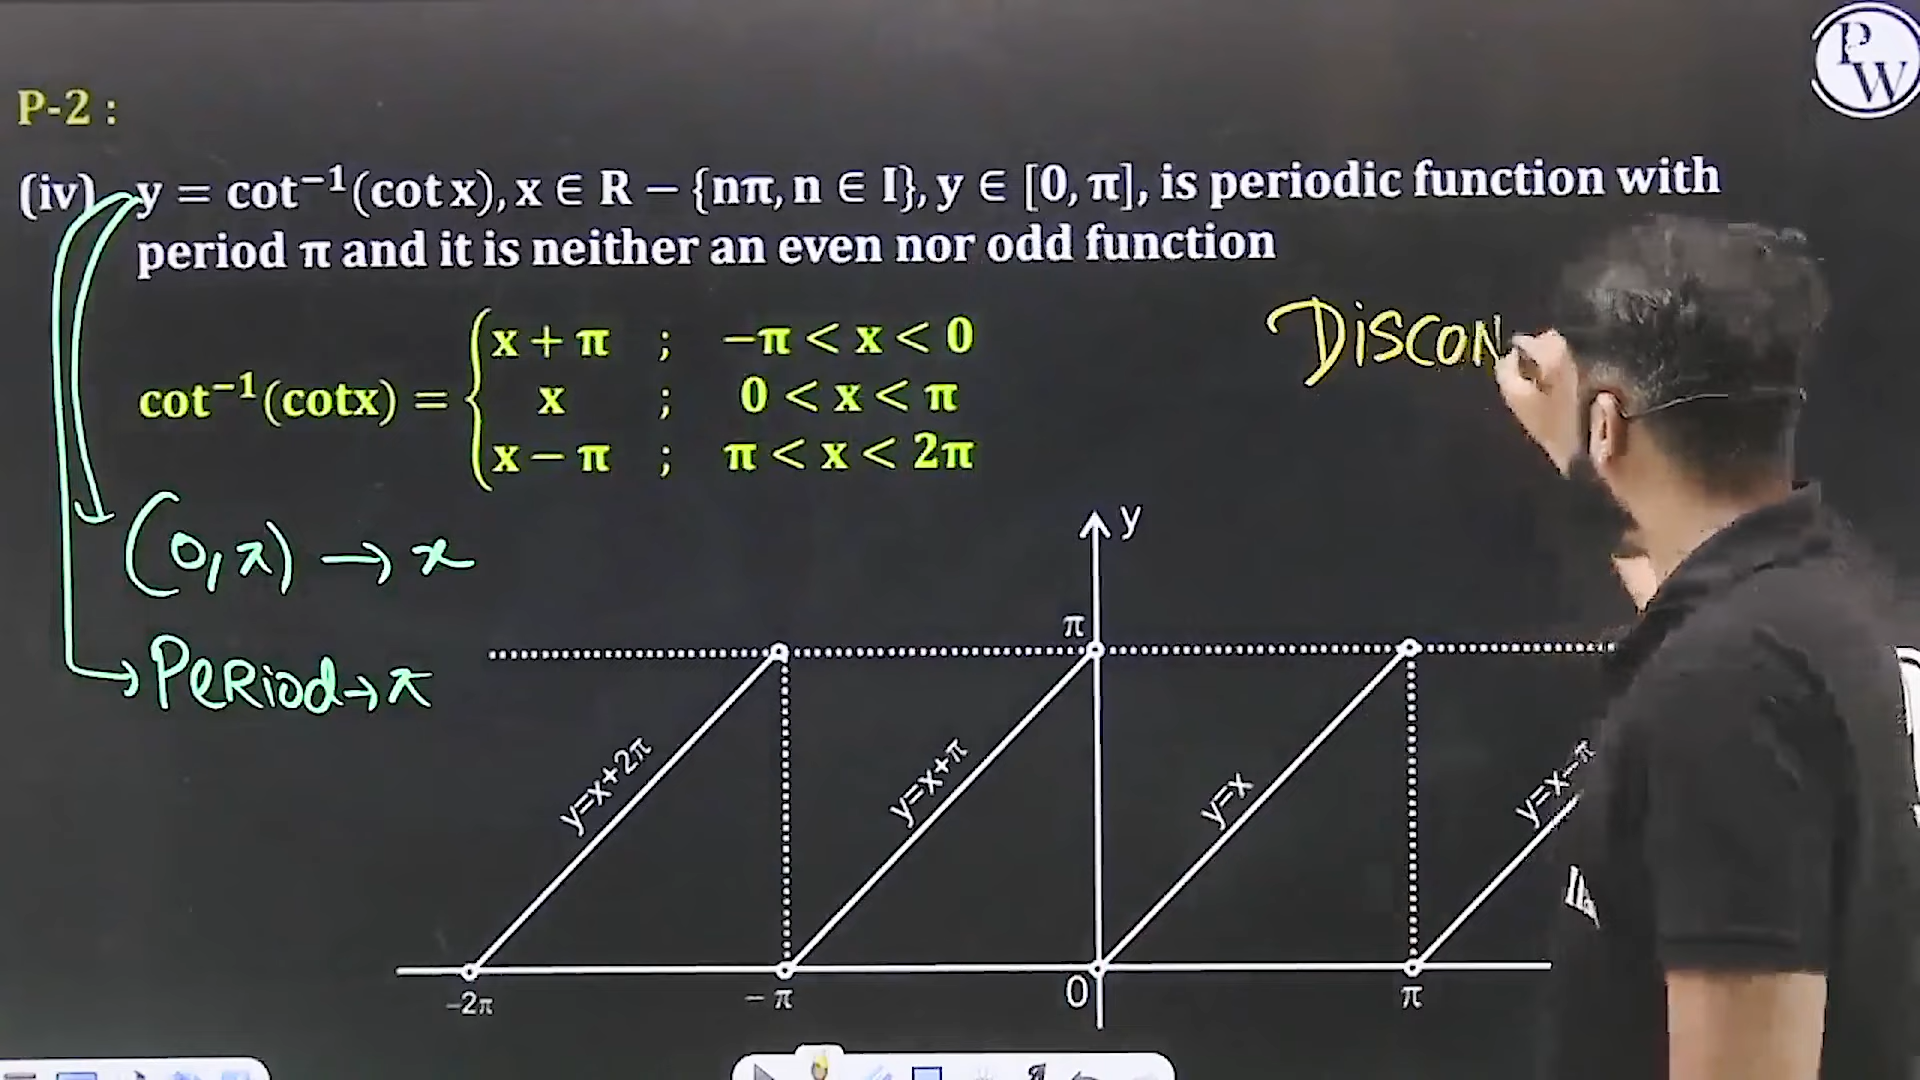 PW
P-2 :
(iv) y = cot⁻¹(cot x), x ∈ R − {nπ, n ∈ I}, y ∈ [0, π], is periodic function with
period π and it is neither an even nor odd function
x + π ; −π < x < 0
cot⁻¹(cotx) = { x ; 0 < x < π
x − π ; π < x < 2π
DISCON
(0, π) → x
PERiod → π
y
π
y=x+2π
y=x+π
y=x
y=x−π
−2π
− π
0
π